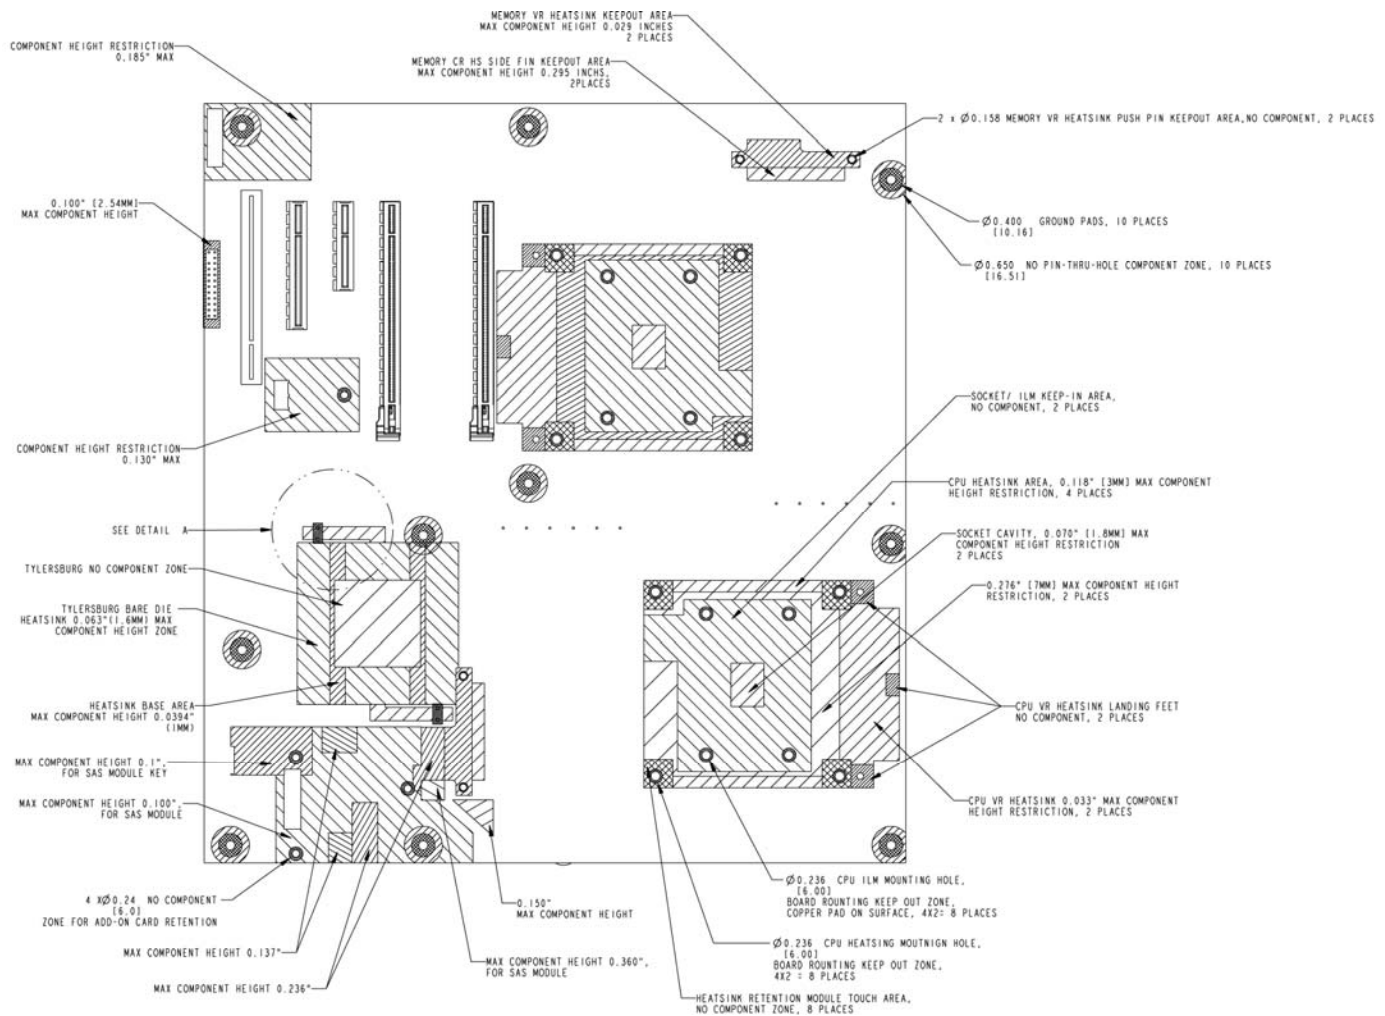 MEMORY VR HEATSINK KEEPOUT AREA
MAX COMPONENT HEIGHT 0.029 INCHES
2 PLACES
COMPONENT HEIGHT RESTRICTION
0.185" MAX
MEMORY CR HS SIDE FIN KEEPOUT AREA
MAX COMPONENT HEIGHT 0.295 INCHS,
2PLACES
2 x Ø0.158 MEMORY VR HEATSINK PUSH PIN KEEPOUT AREA,NO COMPONENT, 2 PLACES
0.100" [2.54MM]
MAX COMPONENT HEIGHT
Ø0.400 GROUND PADS, 10 PLACES
[10.16]
Ø0.650 NO PIN-THRU-HOLE COMPONENT ZONE, 10 PLACES
[16.51]
SOCKET/ ILM KEEP-IN AREA,
NO COMPONENT, 2 PLACES
COMPONENT HEIGHT RESTRICTION
0.130" MAX
CPU HEATSINK AREA, 0.118" [3MM] MAX COMPONENT
HEIGHT RESTRICTION, 4 PLACES
SEE DETAIL A
SOCKET CAVITY, 0.070" [1.8MM] MAX
COMPONENT HEIGHT RESTRICTION
2 PLACES
TYLERSBURG NO COMPONENT ZONE
0.276" [7MM] MAX COMPONENT HEIGHT
RESTRICTION, 2 PLACES
TYLERSBURG BARE DIE
HEATSINK 0.063"(1.6MM) MAX
COMPONENT HEIGHT ZONE
HEATSINK BASE AREA
MAX COMPONENT HEIGHT 0.0394"
(1MM)
CPU VR HEATSINK LANDING FEET
NO COMPONENT, 2 PLACES
MAX COMPONENT HEIGHT 0.1",
FOR SAS MODULE KEY
MAX COMPONENT HEIGHT 0.100",
FOR SAS MODULE
CPU VR HEATSINK 0.033" MAX COMPONENT
HEIGHT RESTRICTION, 2 PLACES
4 XØ0.24 NO COMPONENT
[6.0]
ZONE FOR ADD-ON CARD RETENTION
0.150"
MAX COMPONENT HEIGHT
Ø0.236 CPU ILM MOUNTING HOLE,
[6.00]
BOARD ROUNTING KEEP OUT ZONE,
COPPER PAD ON SURFACE, 4X2= 8 PLACES
MAX COMPONENT HEIGHT 0.137"
Ø0.236 CPU HEATSING MOUTNIGN HOLE,
[6.00]
BOARD ROUNTING KEEP OUT ZONE,
4X2 = 8 PLACES
MAX COMPONENT HEIGHT 0.360",
FOR SAS MODULE
MAX COMPONENT HEIGHT 0.236"
HEATSINK RETENTION MODULE TOUCH AREA,
NO COMPONENT ZONE, 8 PLACES